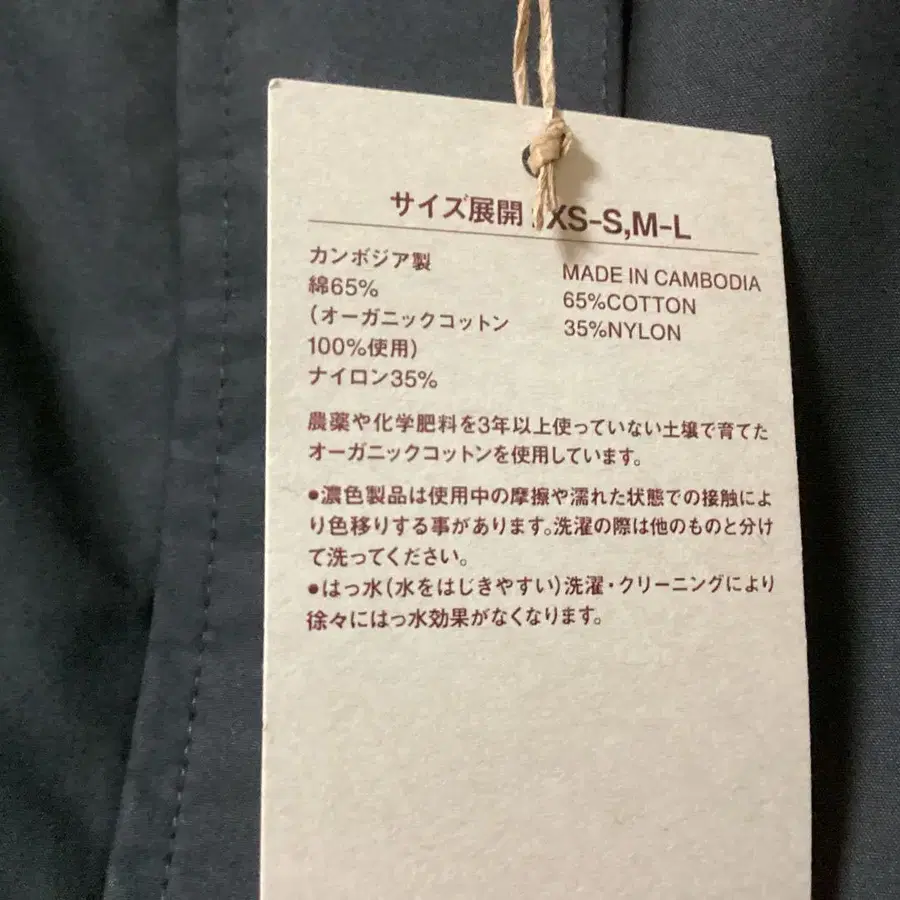 サイズ展開 : XS-S,M-L
カンボジア製
綿65%
(オーガニックコットン
100%使用)
ナイロン35%
MADE IN CAMBODIA
65%COTTON
35%NYLON
農薬や化学肥料を3年以上使っていない土壌で育てた
オーガニックコットンを使用しています。
●濃色製品は使用中の摩擦や濡れた状態での接触によ
り色移りする事があります。洗濯の際は他のものと分け
て洗ってください。
●はっ水(水をはじきやすい)洗濯・クリーニングにより
徐々にはっ水効果がなくなります。